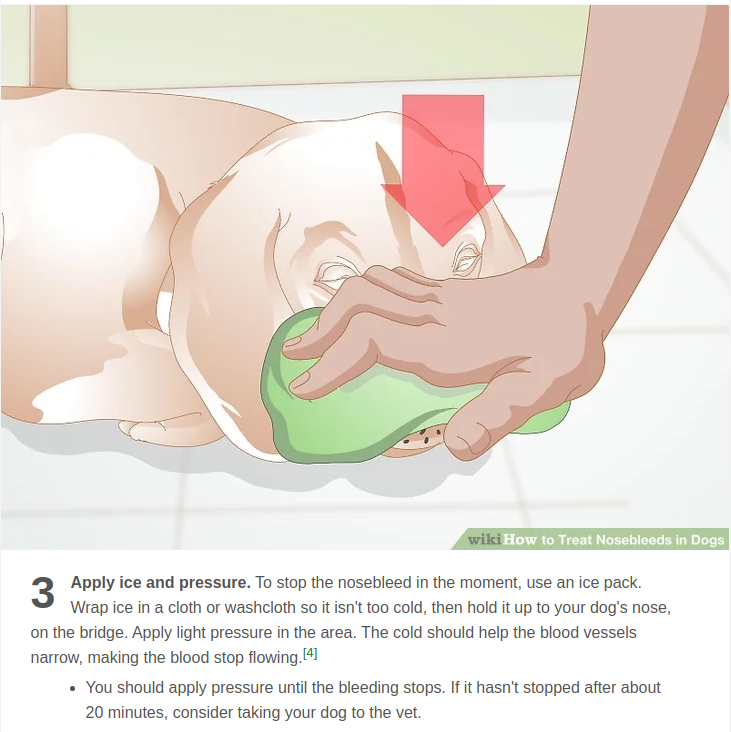 wikiHow to Treat Nosebleeds in Dogs
3 Apply ice and pressure. To stop the nosebleed in the moment, use an ice pack.
Wrap ice in a cloth or washcloth so it isn't too cold, then hold it up to your dog's nose,
on the bridge. Apply light pressure in the area. The cold should help the blood vessels
narrow, making the blood stop flowing.[4]
• You should apply pressure until the bleeding stops. If it hasn't stopped after about
20 minutes, consider taking your dog to the vet.